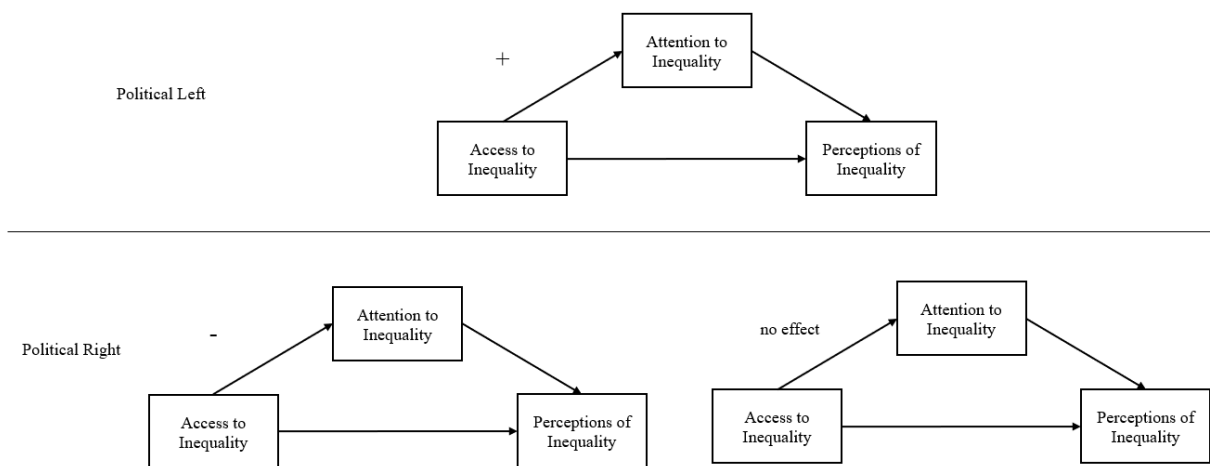 Attention to
Inequality
+
Political Left
Access to
Inequality
Perceptions of
Inequality
Attention to
Inequality
-
Political Right
Access to
Inequality
Perceptions of
Inequality
Attention to
Inequality
no effect
Access to
Inequality
Perceptions of
Inequality